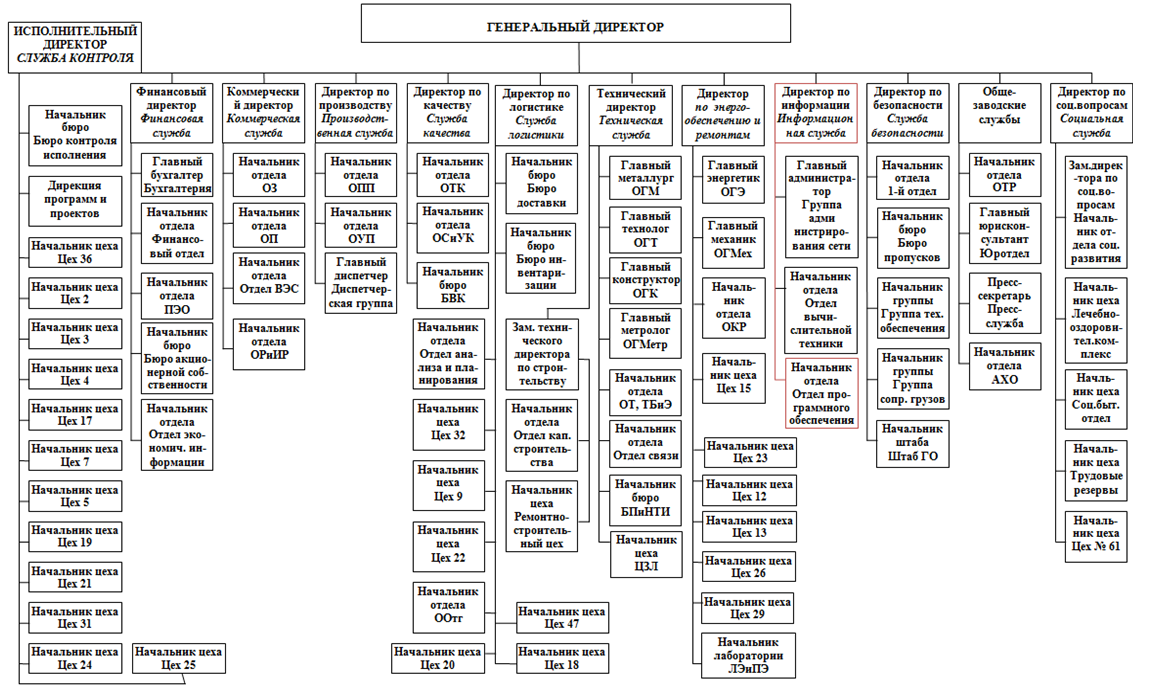 ГЕНЕРАЛЬНЫЙ ДИРЕКТОР
ИСПОЛНИТЕЛЬНЫЙ
ДИРЕКТОР
СЛУЖБА КОНТРОЛЯ
Начальник
бюро
Бюро контроля
исполнения
Дирекция
программ и
проектов
Начальник цеха
Цех 36
Начальник цеха
Цех 2
Начальник цеха
Цех 3
Начальник цеха
Цех 4
Начальник цеха
Цех 17
Начальник цеха
Цех 7
Начальник цеха
Цех 5
Начальник цеха
Цех 19
Начальник цеха
Цех 21
Начальник цеха
Цех 31
Начальник цеха
Цех 24
Начальник цеха
Цех 25
Финансовый
директор
Финансовая
служба
Главный
бухгалтер
Бухгалтерия
Начальник
отдела
Финансо-
вый отдел
Начальник
отдела
ПЭО
Начальник
бюро
Бюро акцио-
нерной соб-
ственности
Начальник
отдела
Отдел эко-
номич. ин-
формации
Коммерчес
кий директор
Коммерческая
служба
Начальник
отдела
ОЗ
Начальник
отдела
ОП
Начальник
отдела
Отдел ВЭС
Начальник
отдела
ОРиИР
Директор по
производству
Производст-
венная служба
Начальник
отдела
ОПП
Начальник
отдела
ОУП
Главный
диспетчер
Диспетчер-
ская группа
Директор по
качеству
Служба
качества
Начальник
отдела
ОТК
Начальник
отдела
ОСиУК
Начальник
бюро
БВК
Начальник
отдела
Отдел ана-
лиза и пла-
нирования
Начальник
цеха
Цех 32
Начальник
цеха
Цех 9
Начальник
цеха
Цех 22
Начальник
отдела
ООтг
Начальник цеха
Цех 20
Директор по
логистике
Служба
логистики
Начальник
бюро
Бюро
доставки
Начальник
бюро
Бюро ин-
вентари-
зации
Зам. техни-
ческого
директора
по строи-
тельству
Начальник
отдела
Отдел кап.
строитель-
ства
Начальник
цеха
Ремонтно-
строитель-
ный цех
Начальник цеха
Цех 47
Начальник цеха
Цех 18
Технический
директор
Техническая
служба
Главный
металлург
ОГМ
Главный
технолог
ОГТ
Главный
конструктор
ОГК
Главный
метролог
ОГМетр
Начальник
отдела
ОТ, ТБиЭ
Начальник
отдела
Отдел связи
Начальник
бюро
БПиНТИ
Начальник
цеха
ЦЗЛ
Директор
по энерго-
обеспечению и
ремонтам
Главный
энергетик
ОГЭ
Главный
механик
ОГМех
Началь-
ник
отдела
ОКР
Началь-
ник цеха
Цех 15
Начальник цеха
Цех 23
Начальник цеха
Цех 12
Начальник цеха
Цех 13
Начальник цеха
Цех 26
Начальник цеха
Цех 29
Начальник
лаборатории
ЛЭиПЭ
Директор по
информации
Информацион
ная служба
Главный
администра
тор
Группа
адми
нистриро
вания сети
Начальник
отдела
Отдел
вычи-
слительной
техники
Начальник
отдела
Отдел про-
граммного
обеспечения
Директор по
безопасности
Служба
безопасности
Начальник
отдела
1-й отдел
Начальник
бюро
Бюро
пропусков
Начальник
группы
Группа тех.
обеспечения
Начальник
группы
Группа
сопр. грузов
Начальник
штаба
Штаб ГО
Обще-
заводские
службы
Начальник
отдела
ОТР
Главный
юрискон-
сультант
Юротдел
Пресс-
секретарь
Пресс-
служба
Начальник
отдела
АХО
Директор по
соц.вопросам
Социальная
служба
Зам.дирек
-тора по
соц.во-
просам
Началь-
ник от-
дела соц.
развития
Началь-
ник цеха
Лечебно-
оздорови-
тел.ком-
плекс
Начль-
ник цеха
Соц.быт.
отдел
Началь-
ник цеха
Трудовые
резервы
Началь-
ник цеха
Цех № 61